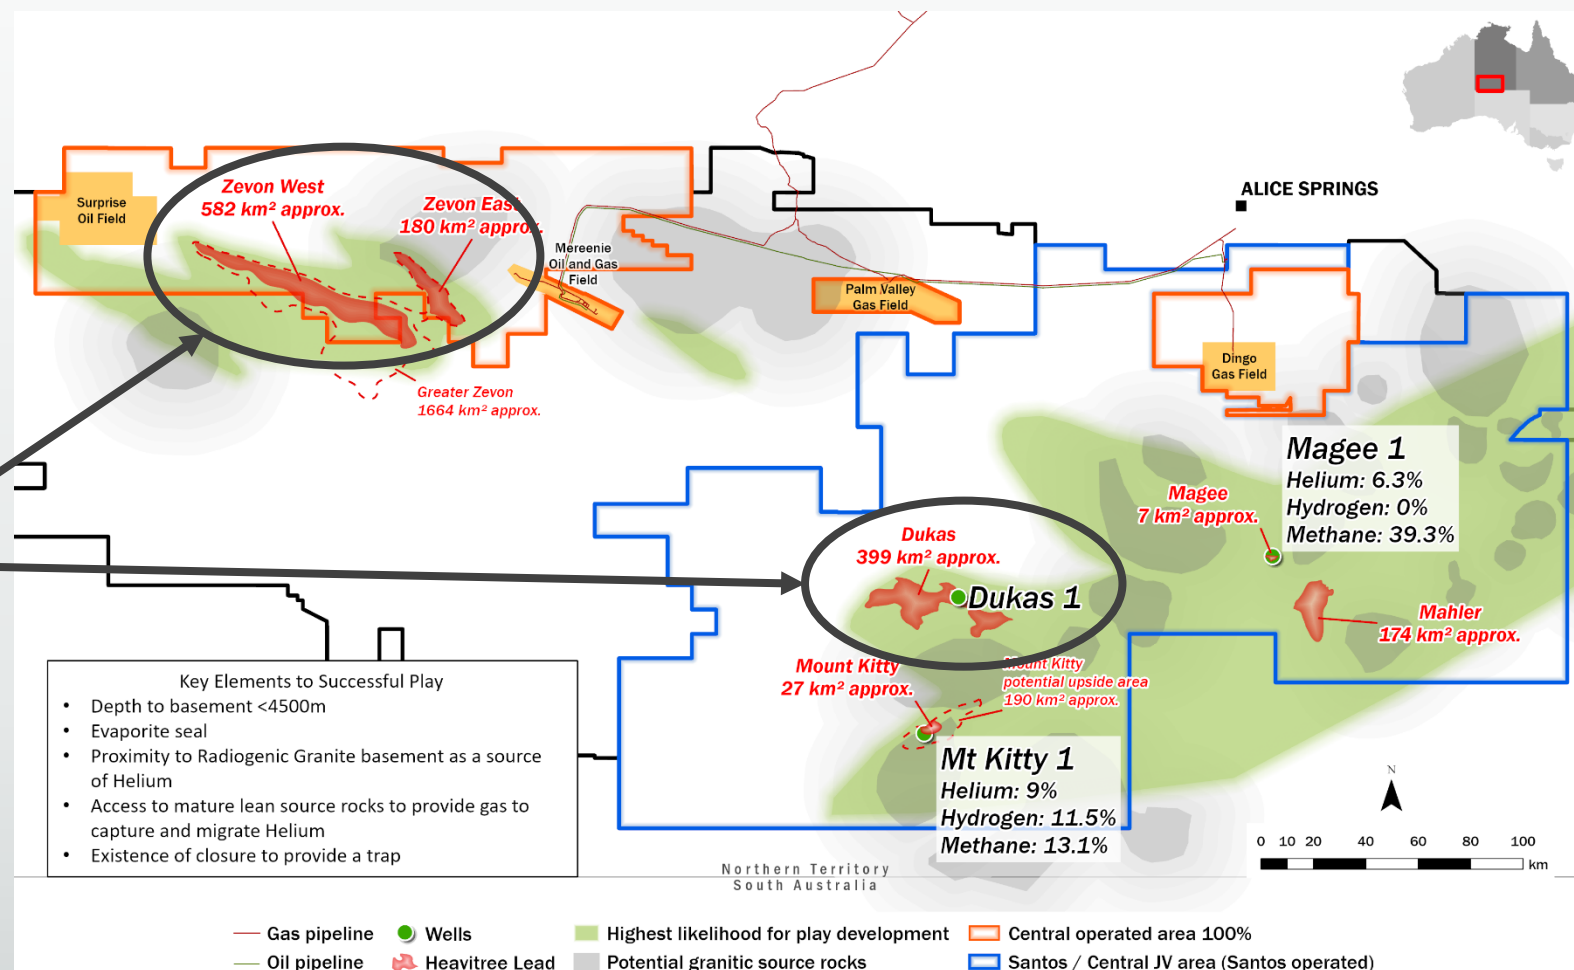 ALICE SPRINGS
Surprise
Oil Field
Zevon West
582 km² approx.
Zevon East
180 km² approx.
Mereenie
Oil and Gas
Field
Palm Valley
Gas Field
Dingo
Gas Field
Greater Zevon
1664 km² approx.
Magee 1
Helium: 6.3%
Hydrogen: 0%
Methane: 39.3%
Magee
7 km² approx.
Dukas
399 km² approx.
Dukas 1
Mahler
174 km² approx.
Mount Kitty
27 km² approx.
Mount Kitty
potential upside area
190 km² approx.
Mt Kitty 1
Helium: 9%
Hydrogen: 11.5%
Methane: 13.1%
Key Elements to Successful Play
• Depth to basement <4500m
• Evaporite seal
• Proximity to Radiogenic Granite basement as a source
of Helium
• Access to mature lean source rocks to provide gas to
capture and migrate Helium
• Existence of closure to provide a trap
N
0 10 20 40 60 80 100
km
Northern Territory
South Australia
Gas pipeline
Wells
Highest likelihood for play development
Central operated area 100%
Oil pipeline
Heavitree Lead
Potential granitic source rocks
Santos / Central JV area (Santos operated)